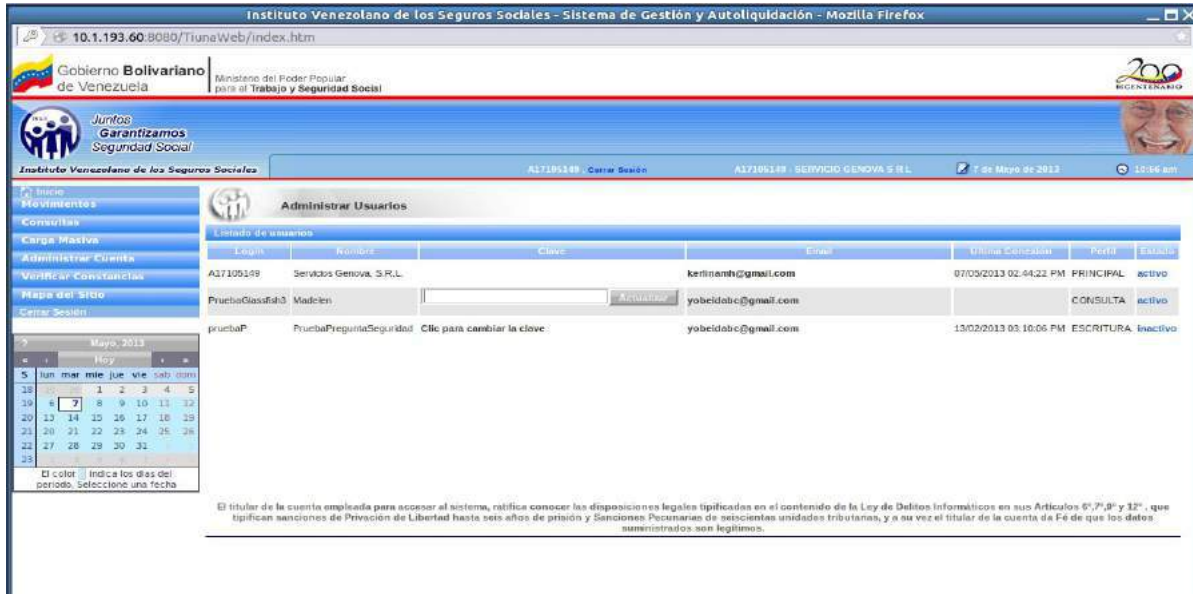 Instituto Venezolano de los Seguros Sociales - Sistema de Gestión y Autoliquidación - Mozilla Firefox
10.1.193.60:8080/TiunaWeb/index.htm
Gobierno Bolivariano
de Venezuela
Ministerio del Poder Popular
para el Trabajo y Seguridad Social
200
BICENTENARIO
Juntos
Garantizamos
Seguridad Social
Instituto Venezolano de los Seguros Sociales
A17105149 , Cerrar Sesión
A17105149 - SERVICIO GENOVA S.R.L.
7 de Mayo de 2013
10:56 am
Inicio
Movimientos
Consultas
Carga Masiva
Administrar Cuenta
Verificar Constancias
Mapa del Sitio
Cerrar Sesión
Administrar Usuarios
Listado de usuarios
Login Nombre Clave Email Última Conexión Perfil Estado
A17105149 Servicios Genova, S.R.L. kerlinamh@gmail.com 07/05/2013 02:44:22 PM PRINCIPAL activo
PruebaGlassfish3 Madelen Actualizar yobeidabc@gmail.com CONSULTA activo
pruebaP PruebaPreguntaSeguridad Clic para cambiar la clave yobeidabc@gmail.com 13/02/2013 03:10:06 PM ESCRITURA inactivo
? Mayo, 2013
« ‹ Hoy › »
S lun mar mie jue vie sab dom
18 1 2 3 4 5
19 6 7 8 9 10 11 12
20 13 14 15 16 17 18 19
21 20 21 22 23 24 25 26
22 27 28 29 30 31
23
El color indica los días del
periodo, Seleccione una fecha
El titular de la cuenta empleada para accesar al sistema, ratifica conocer las disposiciones legales tipificadas en el contenido de la Ley de Delitos Informáticos en sus Artículos 6°,7°,9° y 12° , que
tipifican sanciones de Privación de Libertad hasta seis años de prisión y Sanciones Pecunarias de seiscientas unidades tributarias, y a su vez el titular de la cuenta da Fé de que los datos
suministrados son legítimos.